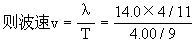 则波速v = λ/T = (14.0×4/11)/(4.00/9)